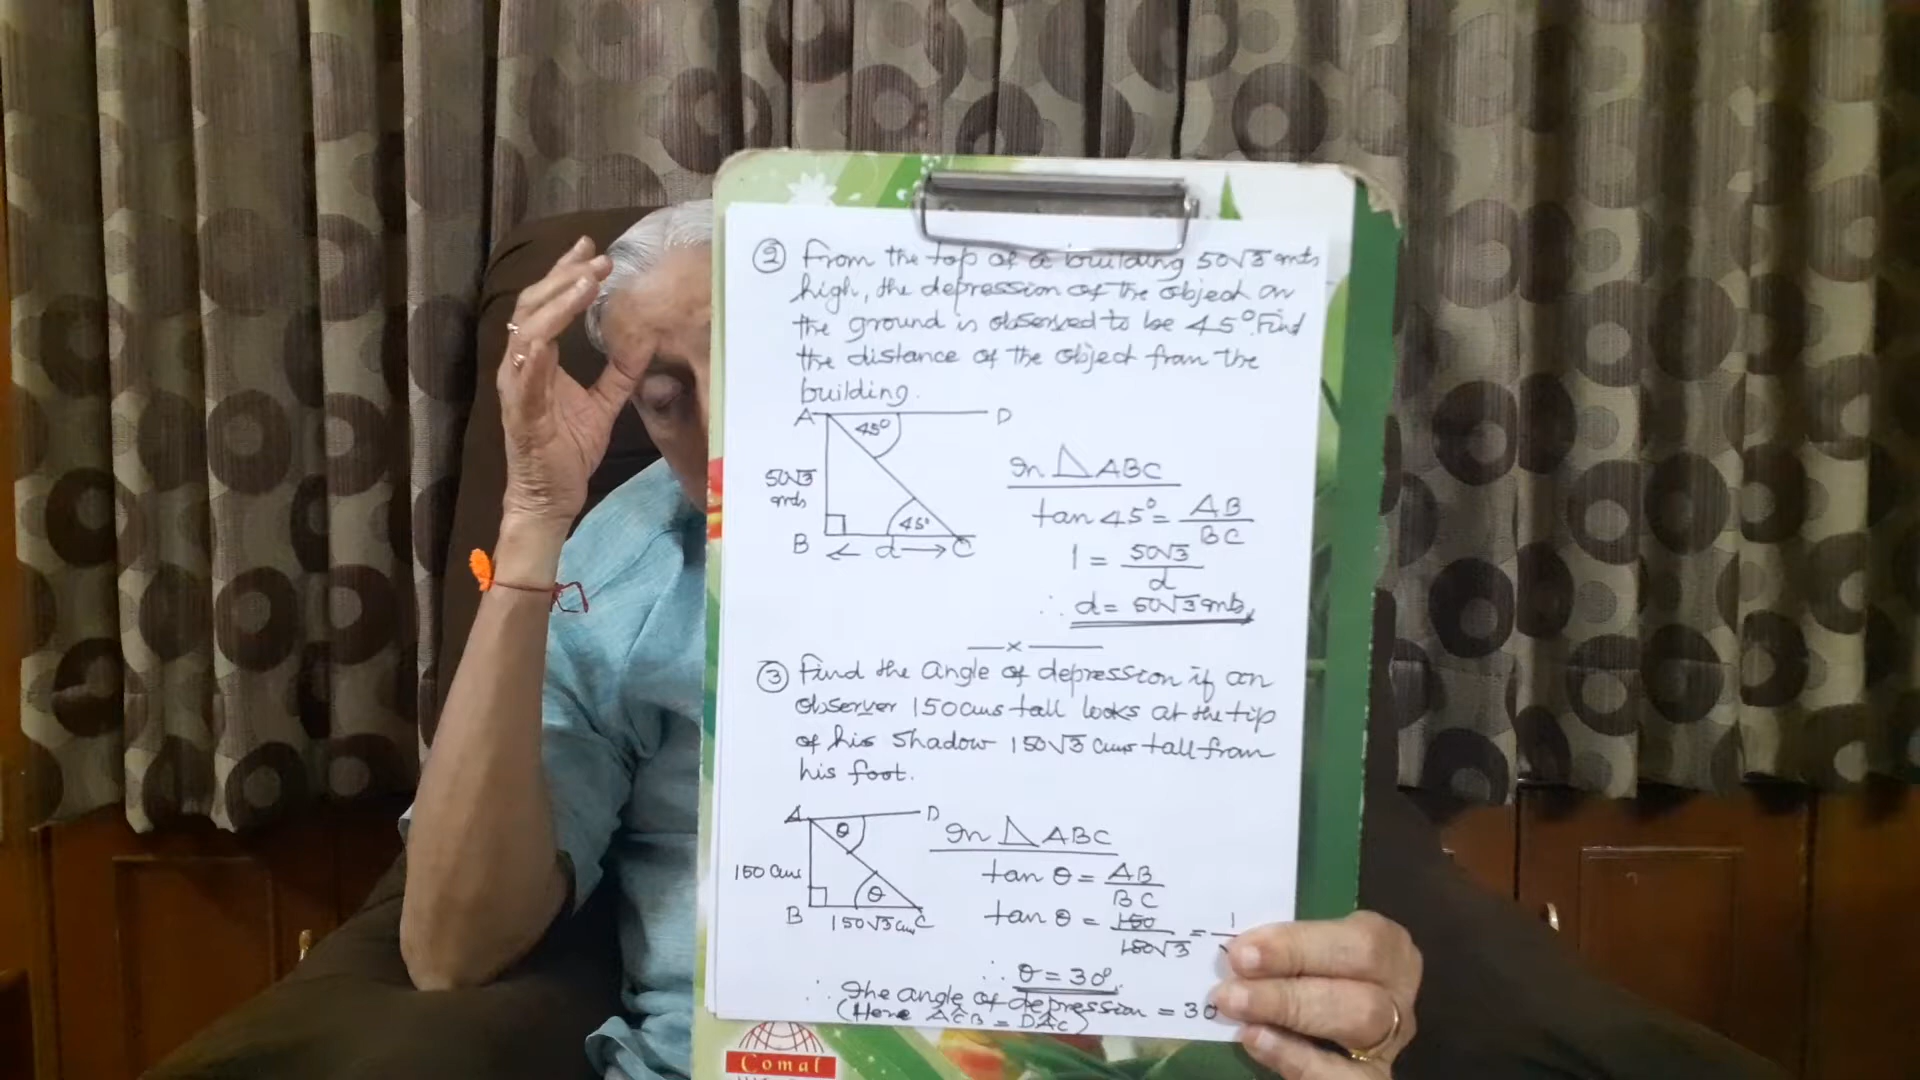 ② From the top of a building 50√3 mts
high, the depression of the object on
the ground is observed to be 45°. Find
the distance of the object from the
building.
A D
45°
50√3
mts
45°
B ← d → C
In △ABC
tan 45° = AB/BC
1 = 50√3/d
∴ d = 50√3 mts
—×—
③ Find the angle of depression if an
observer 150 cms tall looks at the tip
of his shadow 150√3 cms tall from
his foot.
A D
θ
150 cms
θ
B 150√3 cms C
In △ABC
tan θ = AB/BC
tan θ = 150/150√3 = 1/
∴ θ = 30°
∴ The angle of depression = 30
(Here AĈB = DÂC)
Comal